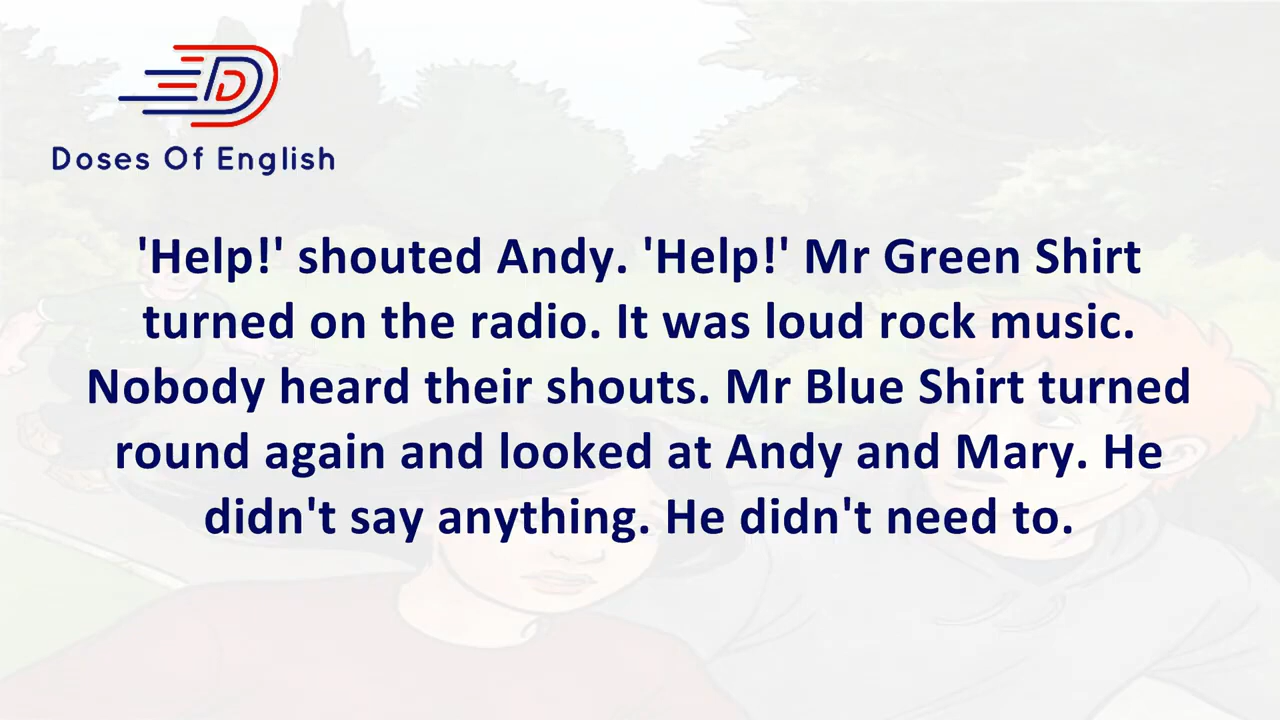 D
Doses Of English
'Help!' shouted Andy. 'Help!' Mr Green Shirt
turned on the radio. It was loud rock music.
Nobody heard their shouts. Mr Blue Shirt turned
round again and looked at Andy and Mary. He
didn't say anything. He didn't need to.